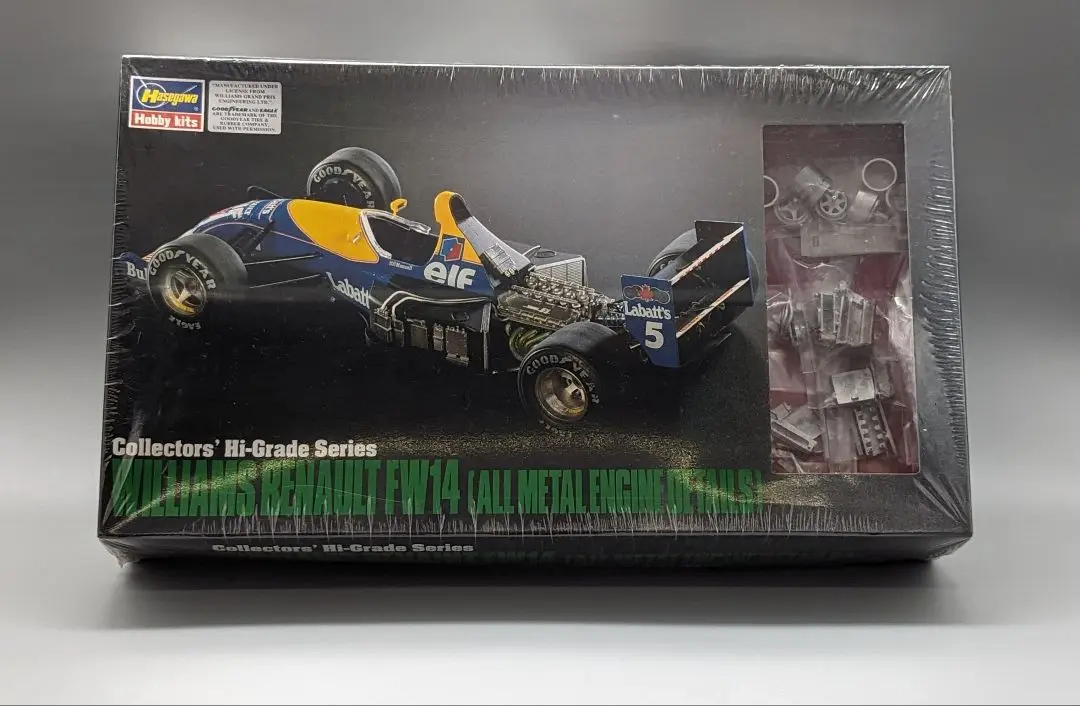 Hasegawa
Hobby kits
"MANUFACTURED UNDER
LICENSE FROM
WILLIAMS GRAND PRIX
ENGINEERING LTD.",
GOODYEAR AND EAGLE
ARE TRADEMARK OF THE
GOODYEAR TIRE &
RUBBER COMPANY,
USED WITH PERMISSION.
GOODYEAR
GOODYEAR
EAGLE
elf
Labatt's
Labatt's
5
GOODYEAR
Collectors' Hi-Grade Series
WILLIAMS RENAULT FW14 (ALL METAL ENGINE DETAILS)
Collectors' Hi-Grade Series